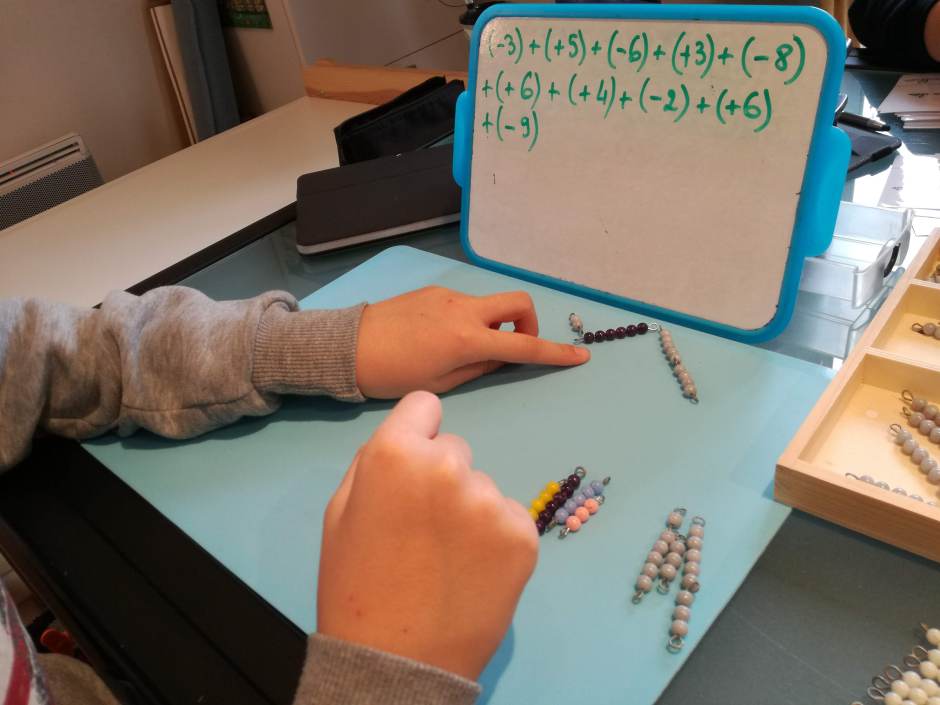 (-3) + (+5) + (-6) + (+3) + (-8)
+ (+6) + (+4) + (-2) + (+6)
+ (-9)